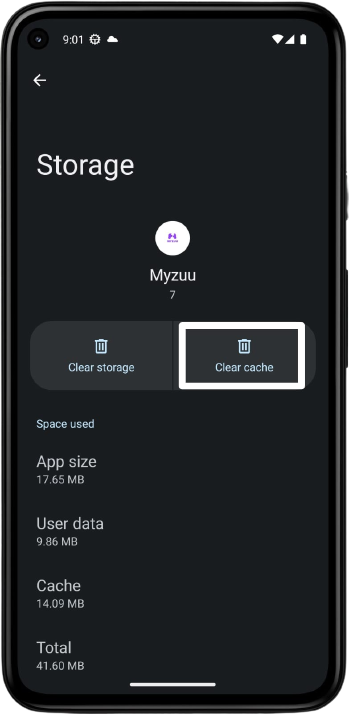 9:01
Storage
Myzuu
7
Clear storage
Clear cache
Space used
App size
17.65 MB
User data
9.86 MB
Cache
14.09 MB
Total
41.60 MB